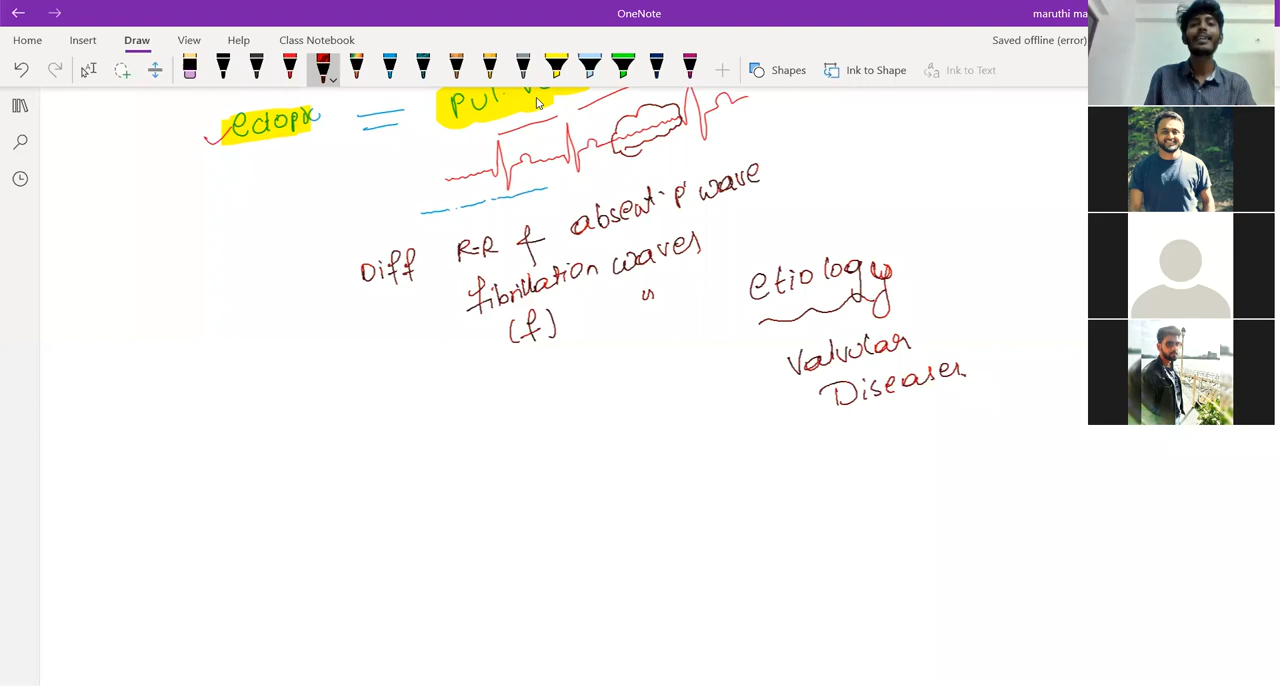 OneNote
maruthi ma
Home Insert Draw View Help Class Notebook
Saved offline (error)
Shapes Ink to Shape Ink to Text
ectopic = pul.
Diff R-R & absent P wave
fibrillation waves
(f)
etiology
Valvular
Diseases